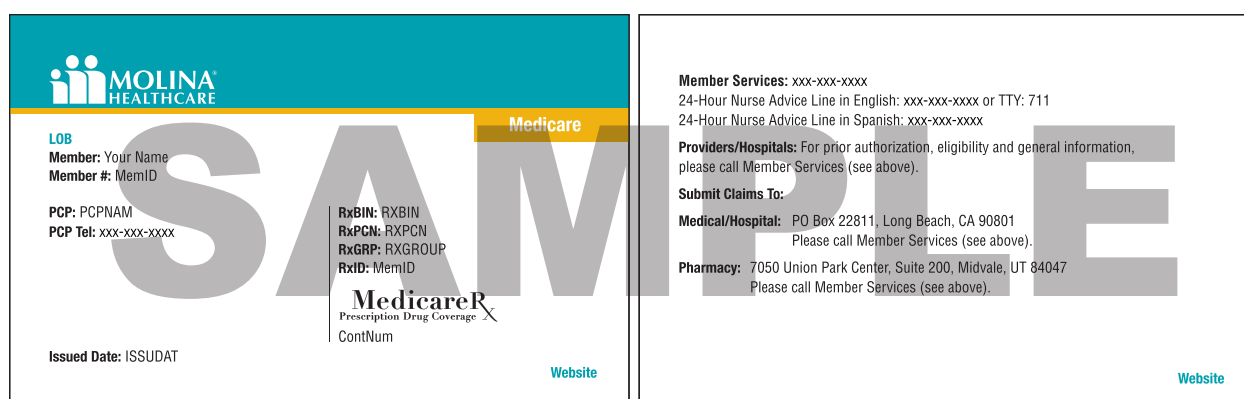 MOLINA®
HEALTHCARE
Medicare
LOB
Member: Your Name
Member #: MemID
PCP: PCPNAM
PCP Tel: xxx-xxx-xxxx
RxBIN: RXBIN
RxPCN: RXPCN
RxGRP: RXGROUP
RxID: MemID
MedicareRx
Prescription Drug Coverage
ContNum
Issued Date: ISSUDAT
Website
Member Services: xxx-xxx-xxxx
24-Hour Nurse Advice Line in English: xxx-xxx-xxxx or TTY: 711
24-Hour Nurse Advice Line in Spanish: xxx-xxx-xxxx
Providers/Hospitals: For prior authorization, eligibility and general information,
please call Member Services (see above).
Submit Claims To:
Medical/Hospital: PO Box 22811, Long Beach, CA 90801
Please call Member Services (see above).
Pharmacy: 7050 Union Park Center, Suite 200, Midvale, UT 84047
Please call Member Services (see above).
Website
SAMPLE